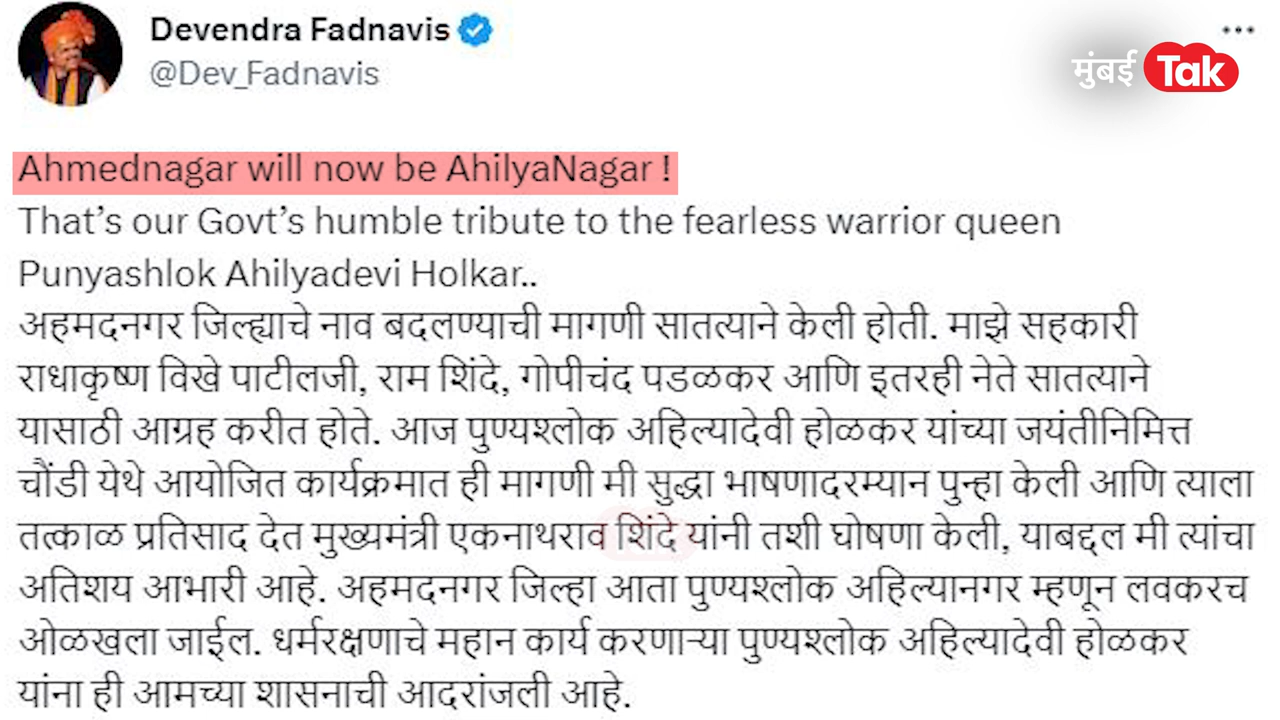 Devendra Fadnavis
@Dev_Fadnavis
मुंबई Tak
Ahmednagar will now be AhilyaNagar !
That's our Govt's humble tribute to the fearless warrior queen
Punyashlok Ahilyadevi Holkar..
अहमदनगर जिल्ह्याचे नाव बदलण्याची मागणी सातत्याने केली होती. माझे सहकारी
राधाकृष्ण विखे पाटीलजी, राम शिंदे, गोपीचंद पडळकर आणि इतरही नेते सातत्याने
यासाठी आग्रह करीत होते. आज पुण्यश्लोक अहिल्यादेवी होळकर यांच्या जयंतीनिमित्त
चौंडी येथे आयोजित कार्यक्रमात ही मागणी मी सुद्धा भाषणादरम्यान पुन्हा केली आणि त्याला
तत्काळ प्रतिसाद देत मुख्यमंत्री एकनाथराव शिंदे यांनी तशी घोषणा केली, याबद्दल मी त्यांचा
अतिशय आभारी आहे. अहमदनगर जिल्हा आता पुण्यश्लोक अहिल्यानगर म्हणून लवकरच
ओळखला जाईल. धर्मरक्षणाचे महान कार्य करणाऱ्या पुण्यश्लोक अहिल्यादेवी होळकर
यांना ही आमच्या शासनाची आदरांजली आहे.